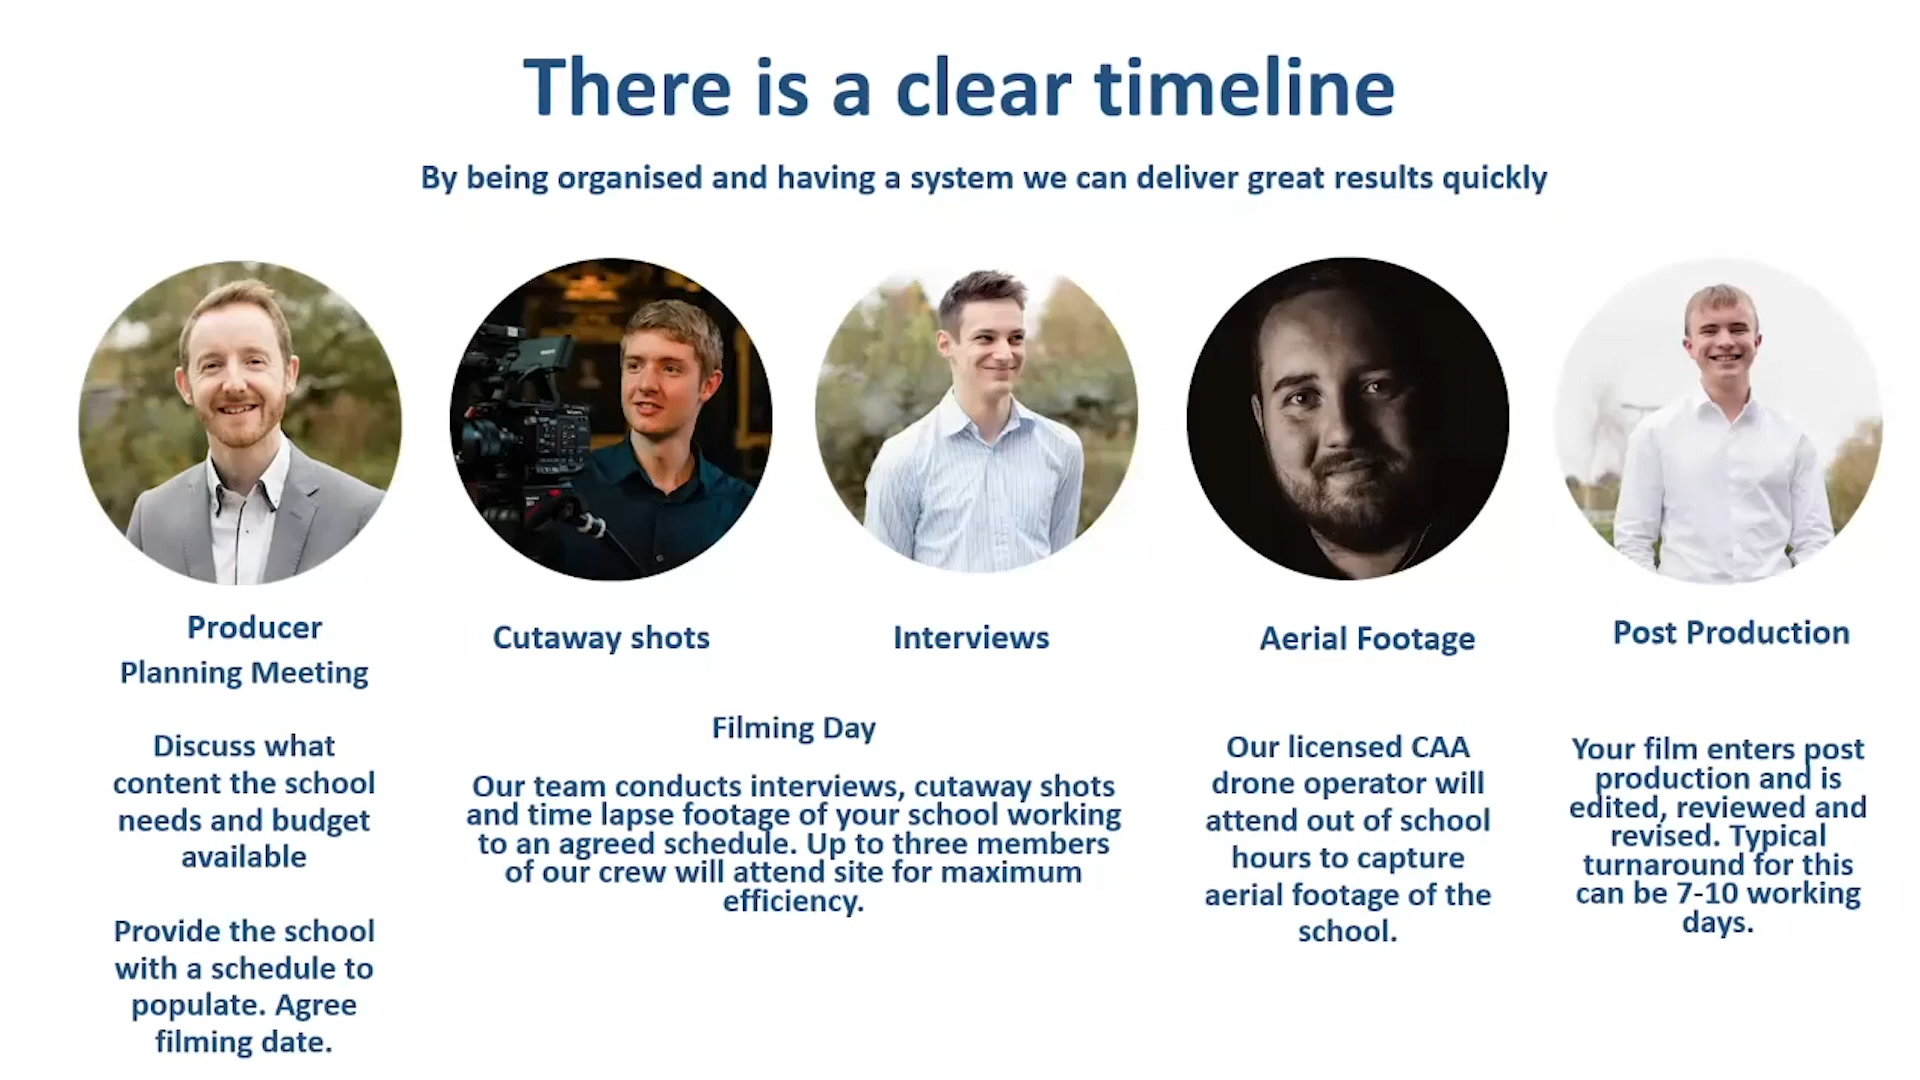 There is a clear timeline
By being organised and having a system we can deliver great results quickly
Producer
Planning Meeting
Discuss what
content the school
needs and budget
available
Provide the school
with a schedule to
populate. Agree
filming date.
Cutaway shots
Interviews
Filming Day
Our team conducts interviews, cutaway shots
and time lapse footage of your school working
to an agreed schedule. Up to three members
of our crew will attend site for maximum
efficiency.
Aerial Footage
Our licensed CAA
drone operator will
attend out of school
hours to capture
aerial footage of the
school.
Post Production
Your film enters post
production and is
edited, reviewed and
revised. Typical
turnaround for this
can be 7-10 working
days.